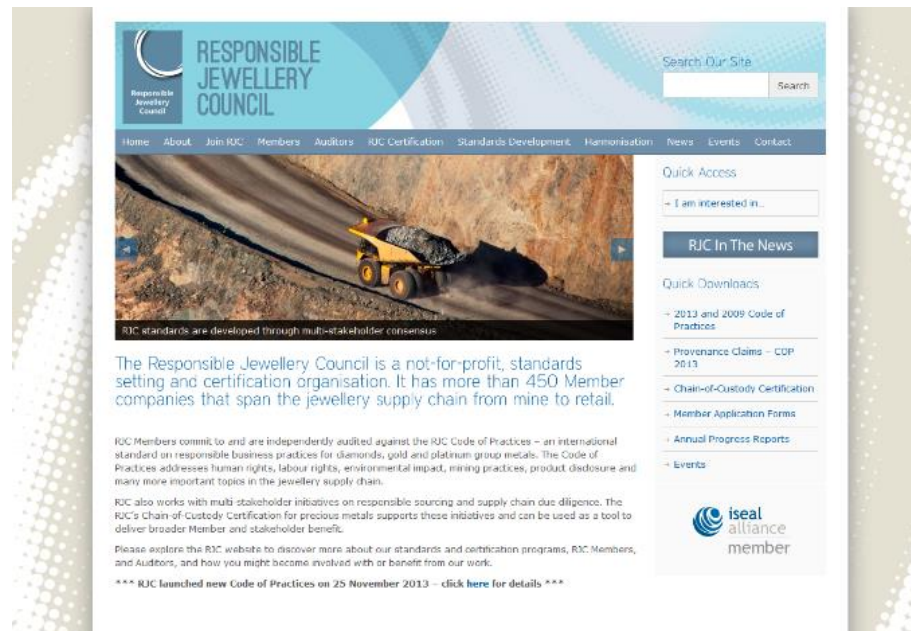 Responsible
Jewellery
Council
RESPONSIBLE
JEWELLERY
COUNCIL
Search Our Site
Search
Home About Join RJC Members Auditors RJC Certification Standards Development Harmonisation News Events Contact
RJC standards are developed through multi-stakeholder consensus
The Responsible Jewellery Council is a not-for-profit, standards
setting and certification organisation. It has more than 450 Member
companies that span the jewellery supply chain from mine to retail.
RJC Members commit to and are independently audited against the RJC Code of Practices – an international
standard on responsible business practices for diamonds, gold and platinum group metals. The Code of
Practices addresses human rights, labour rights, environmental impact, mining practices, product disclosure and
many more important topics in the jewellery supply chain.
RJC also works with multi-stakeholder initiatives on responsible sourcing and supply chain due diligence. The
RJC's Chain-of-Custody Certification for precious metals supports these initiatives and can be used as a tool to
deliver broader Member and stakeholder benefit.
Please explore the RJC website to discover more about our standards and certification programs, RJC Members,
and Auditors, and how you might become involved with or benefit from our work.
*** RJC launched new Code of Practices on 25 November 2013 – click here for details ***
Quick Access
I am interested in...
RJC In The News
Quick Downloads
2013 and 2009 Code of
Practices
Provenance Claims – COP
2013
Chain-of-Custody Certification
Member Application Forms
Annual Progress Reports
Events
iseal
alliance
member